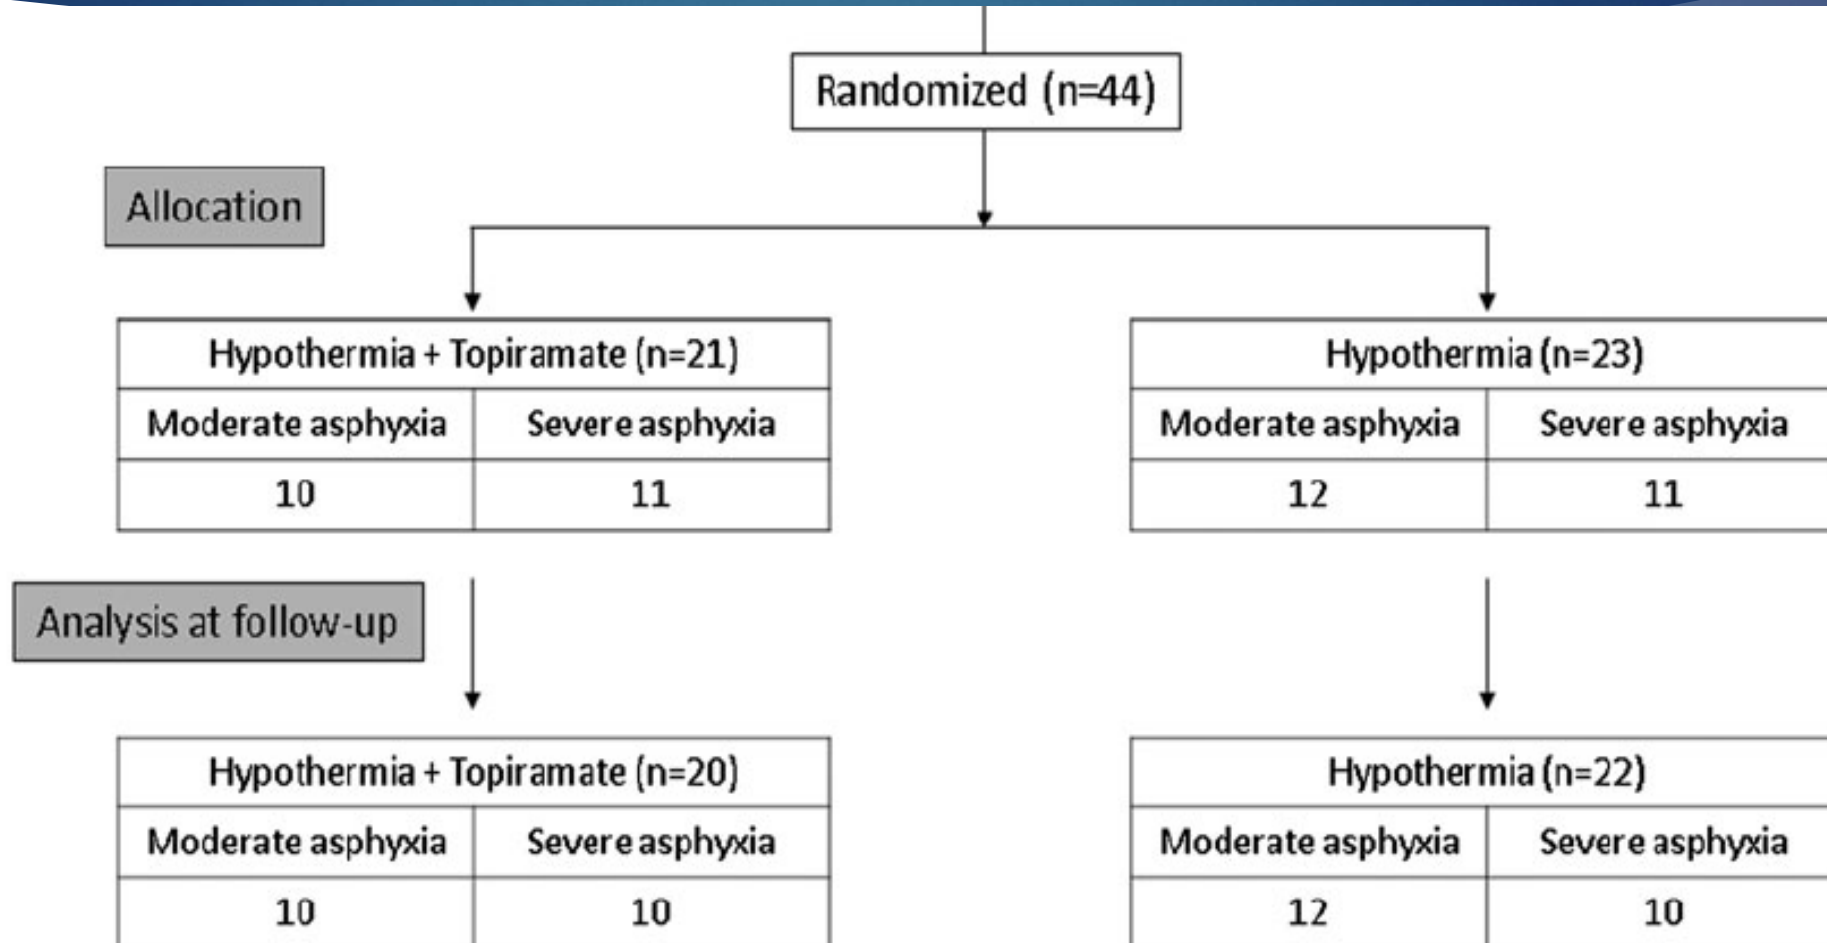 Randomized (n=44)
Allocation
Hypothermia + Topiramate (n=21)
Moderate asphyxia Severe asphyxia
10 11
Hypothermia (n=23)
Moderate asphyxia Severe asphyxia
12 11
Analysis at follow-up
Hypothermia + Topiramate (n=20)
Moderate asphyxia Severe asphyxia
10 10
Hypothermia (n=22)
Moderate asphyxia Severe asphyxia
12 10